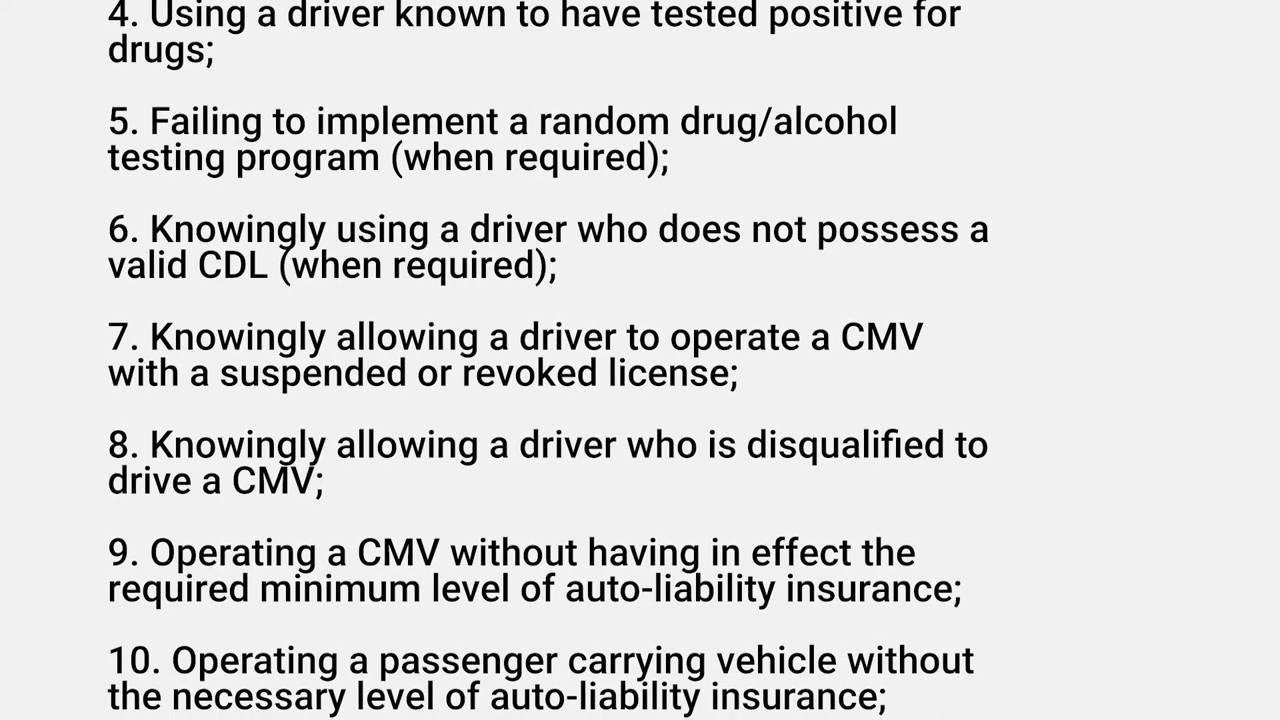 4. Using a driver known to have tested positive for
drugs;
5. Failing to implement a random drug/alcohol
testing program (when required);
6. Knowingly using a driver who does not possess a
valid CDL (when required);
7. Knowingly allowing a driver to operate a CMV
with a suspended or revoked license;
8. Knowingly allowing a driver who is disqualified to
drive a CMV;
9. Operating a CMV without having in effect the
required minimum level of auto-liability insurance;
10. Operating a passenger carrying vehicle without
the necessary level of auto-liability insurance;